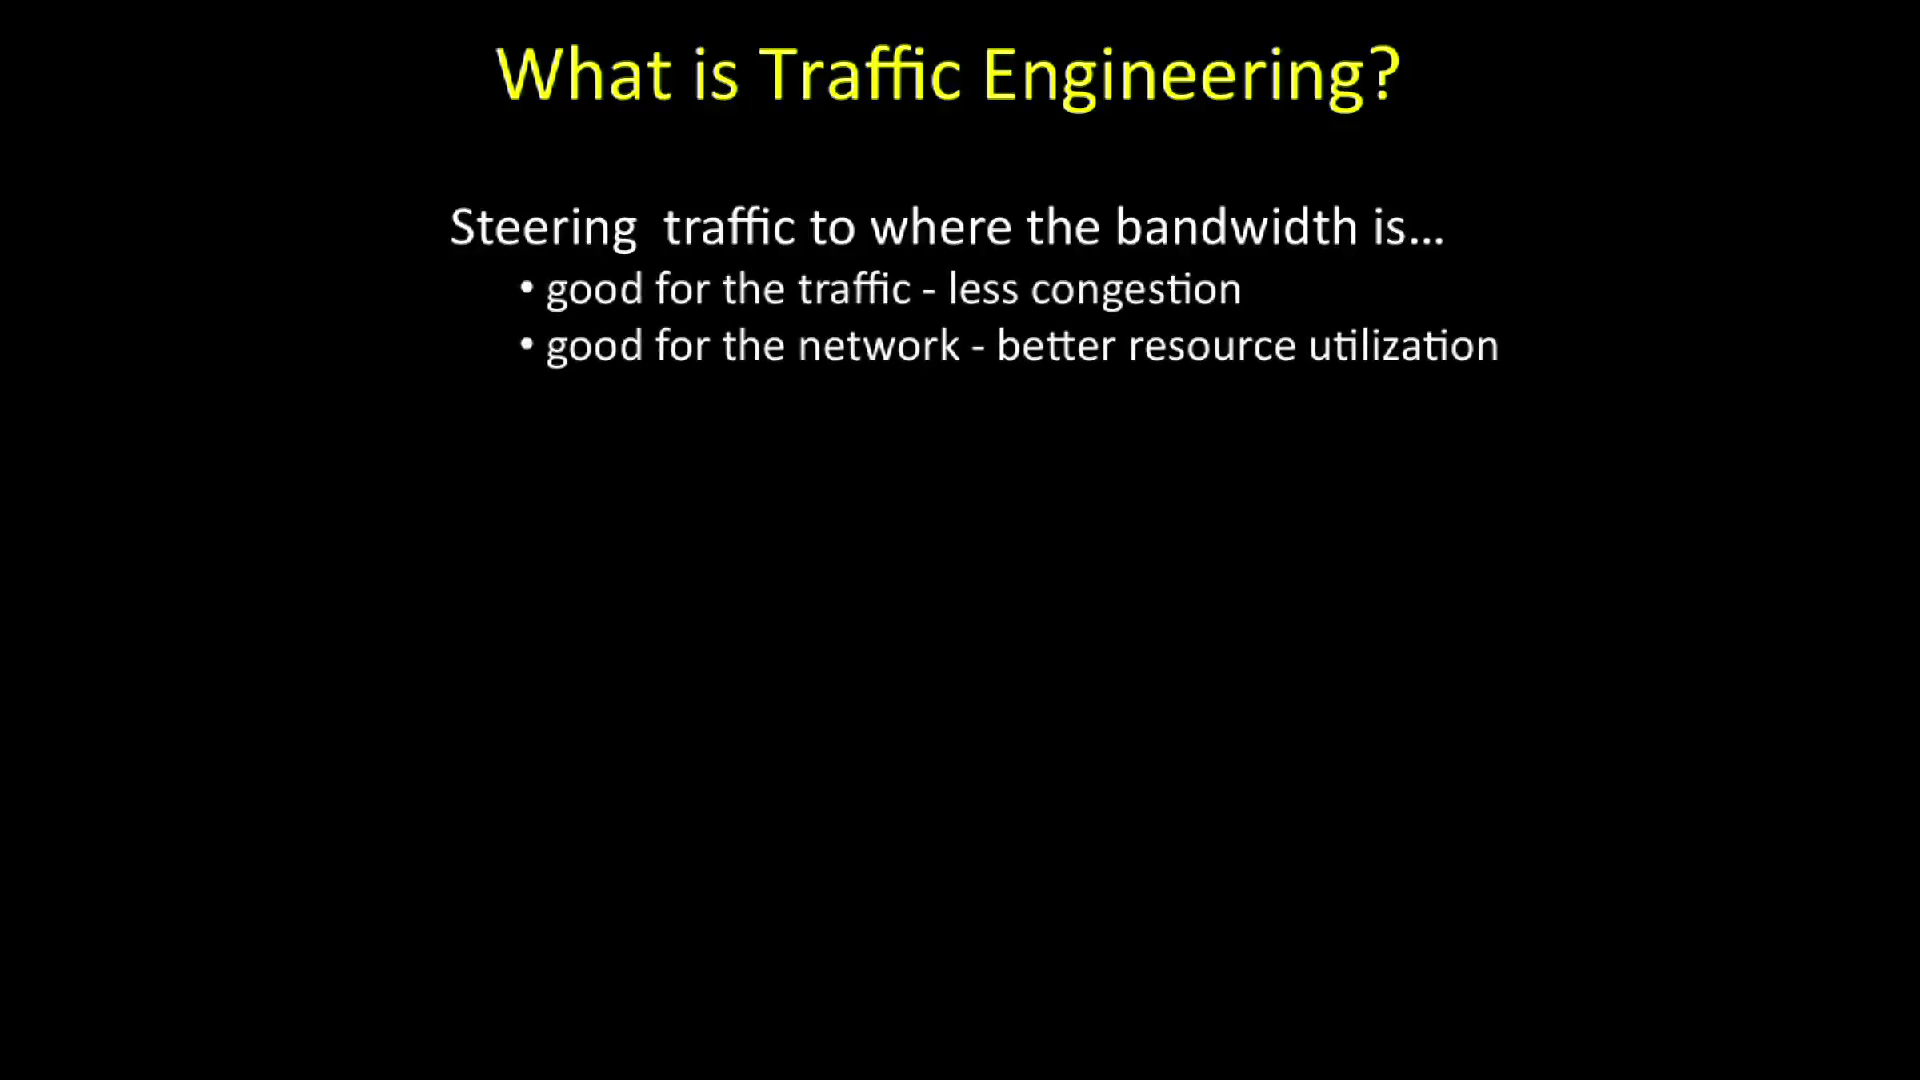 What is Traffic Engineering?
Steering traffic to where the bandwidth is...
• good for the traffic - less congestion
• good for the network - better resource utilization